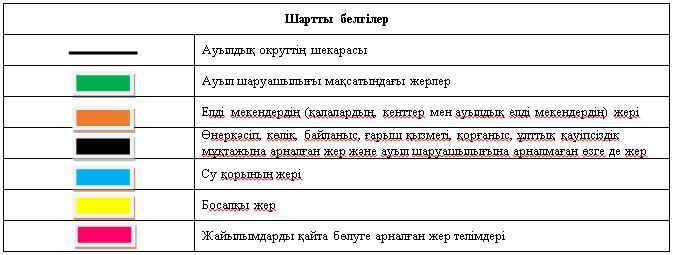 Шартты белгілер
Ауылдық округтің шекарасы
Ауыл шаруашылығы мақсатындағы жерлер
Елді мекендердің (қалалардың, кенттер мен ауылдық елді мекендердің) жері
Өнеркәсіп, көлік, байланыс, ғарыш қызметі, қорғаныс, ұлттық қауіпсіздік
мұқтажына арналған жер және ауыл шаруашылығына арналмаған өзге де жер
Су қорының жері
Босалқы жер
Жайылымдарды қайта бөлуге арналған жер телімдері